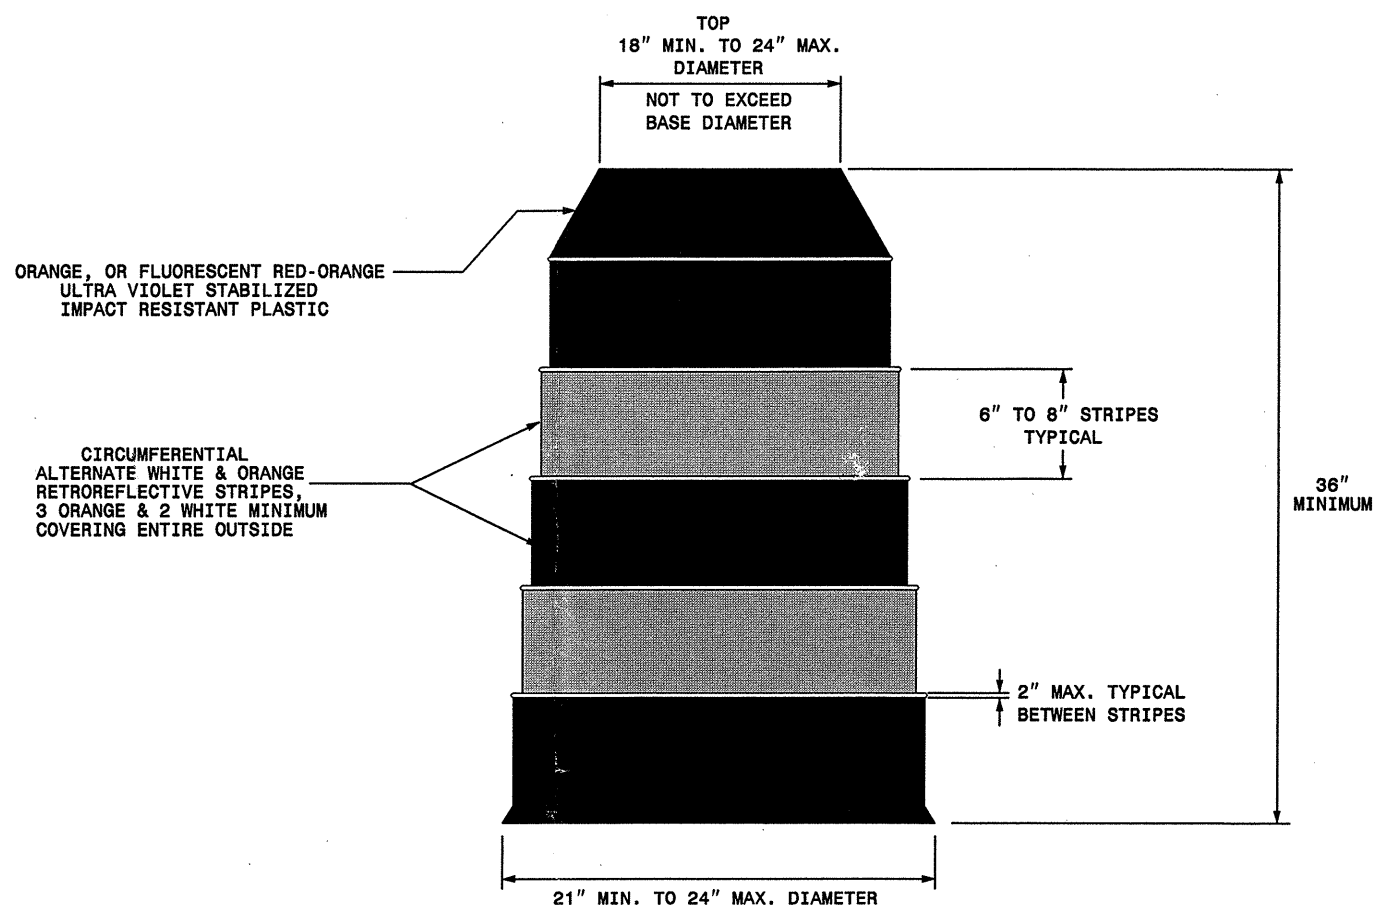 TOP
18" MIN. TO 24" MAX.
DIAMETER
NOT TO EXCEED
BASE DIAMETER
ORANGE, OR FLUORESCENT RED-ORANGE
ULTRA VIOLET STABILIZED
IMPACT RESISTANT PLASTIC
6" TO 8" STRIPES
TYPICAL
CIRCUMFERENTIAL
ALTERNATE WHITE & ORANGE
RETROREFLECTIVE STRIPES,
3 ORANGE & 2 WHITE MINIMUM
COVERING ENTIRE OUTSIDE
36"
MINIMUM
2" MAX. TYPICAL
BETWEEN STRIPES
21" MIN. TO 24" MAX. DIAMETER